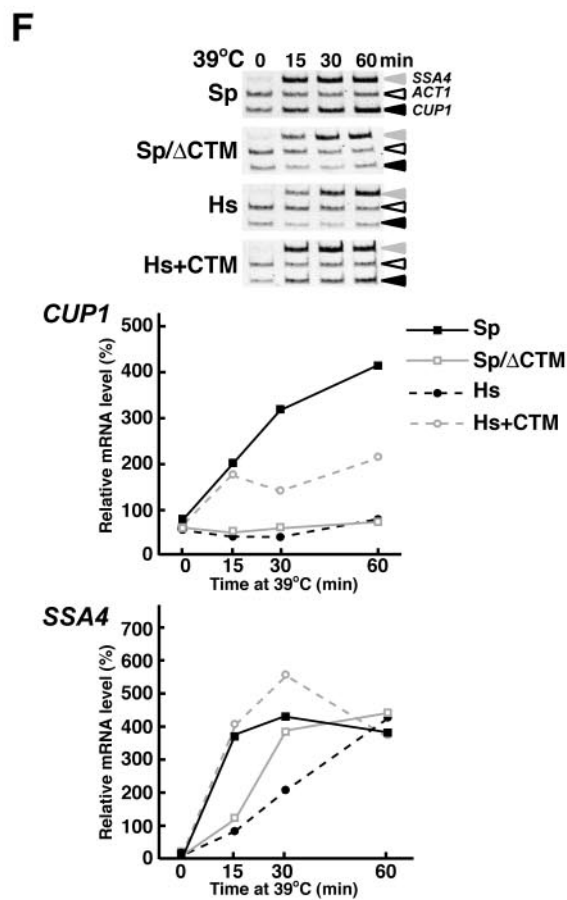 F
39°C 0 15 30 60 min
Sp
SSA4
ACT1
CUP1
Sp/ΔCTM
Hs
Hs+CTM
CUP1
Relative mRNA level (%)
500
400
300
200
100
0
0 15 30 60
Time at 39°C (min)
Sp
Sp/ΔCTM
Hs
Hs+CTM
SSA4
Relative mRNA level (%)
700
600
500
400
300
200
100
0
0 15 30 60
Time at 39°C (min)